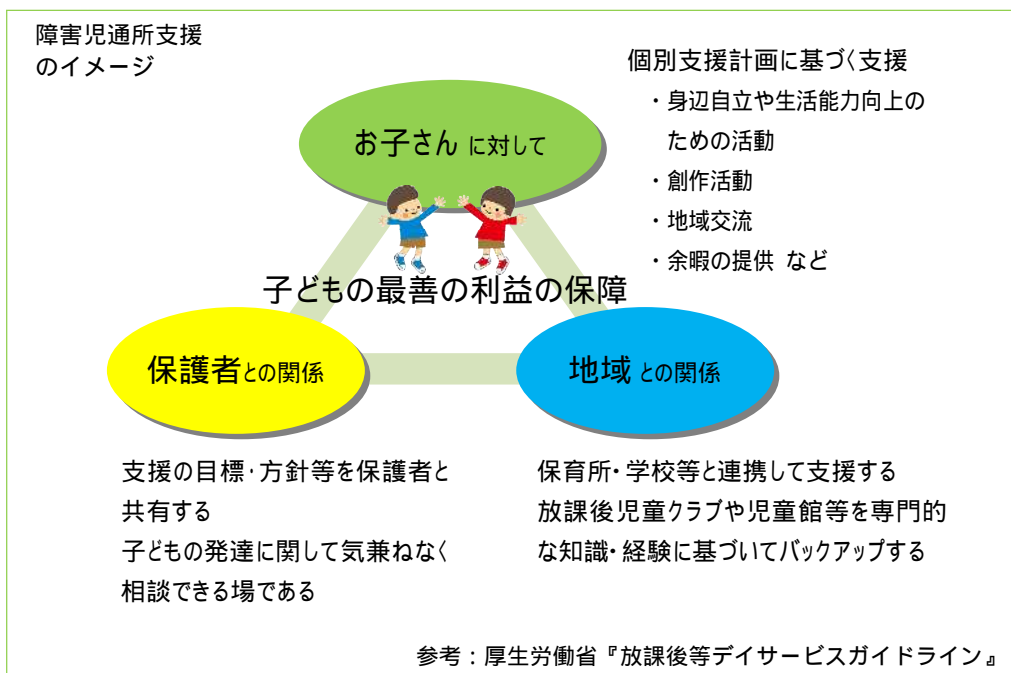 障害児通所支援
のイメージ
個別支援計画に基づく支援
・身辺自立や生活能力向上の
ための活動
・創作活動
・地域交流
・余暇の提供 など
お子さん に対して
子どもの最善の利益の保障
保護者との関係
地域 との関係
支援の目標・方針等を保護者と
共有する
子どもの発達に関して気兼ねなく
相談できる場である
保育所・学校等と連携して支援する
放課後児童クラブや児童館等を専門的
な知識・経験に基づいてバックアップする
参考：厚生労働省『放課後等デイサービスガイドライン』